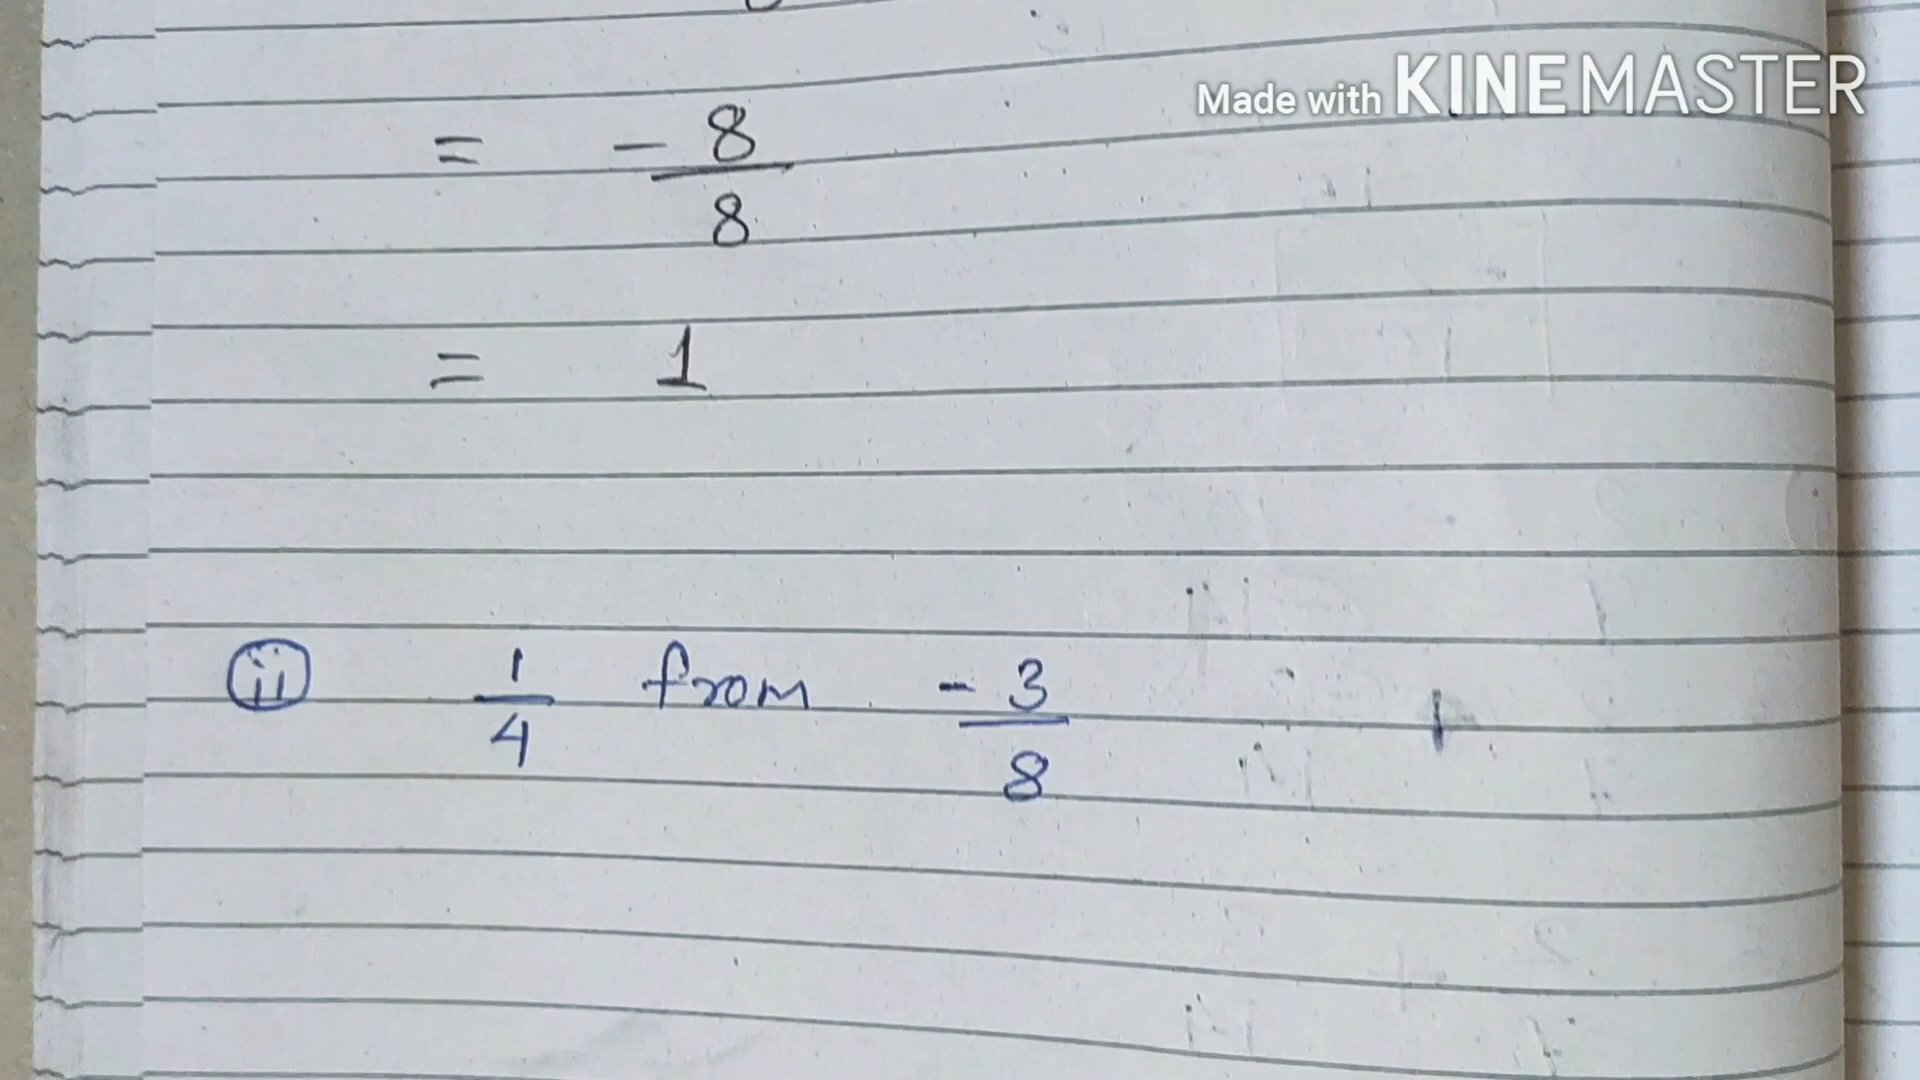 Made with KINEMASTER
= -8/8
= 1
ii 1/4 from -3/8